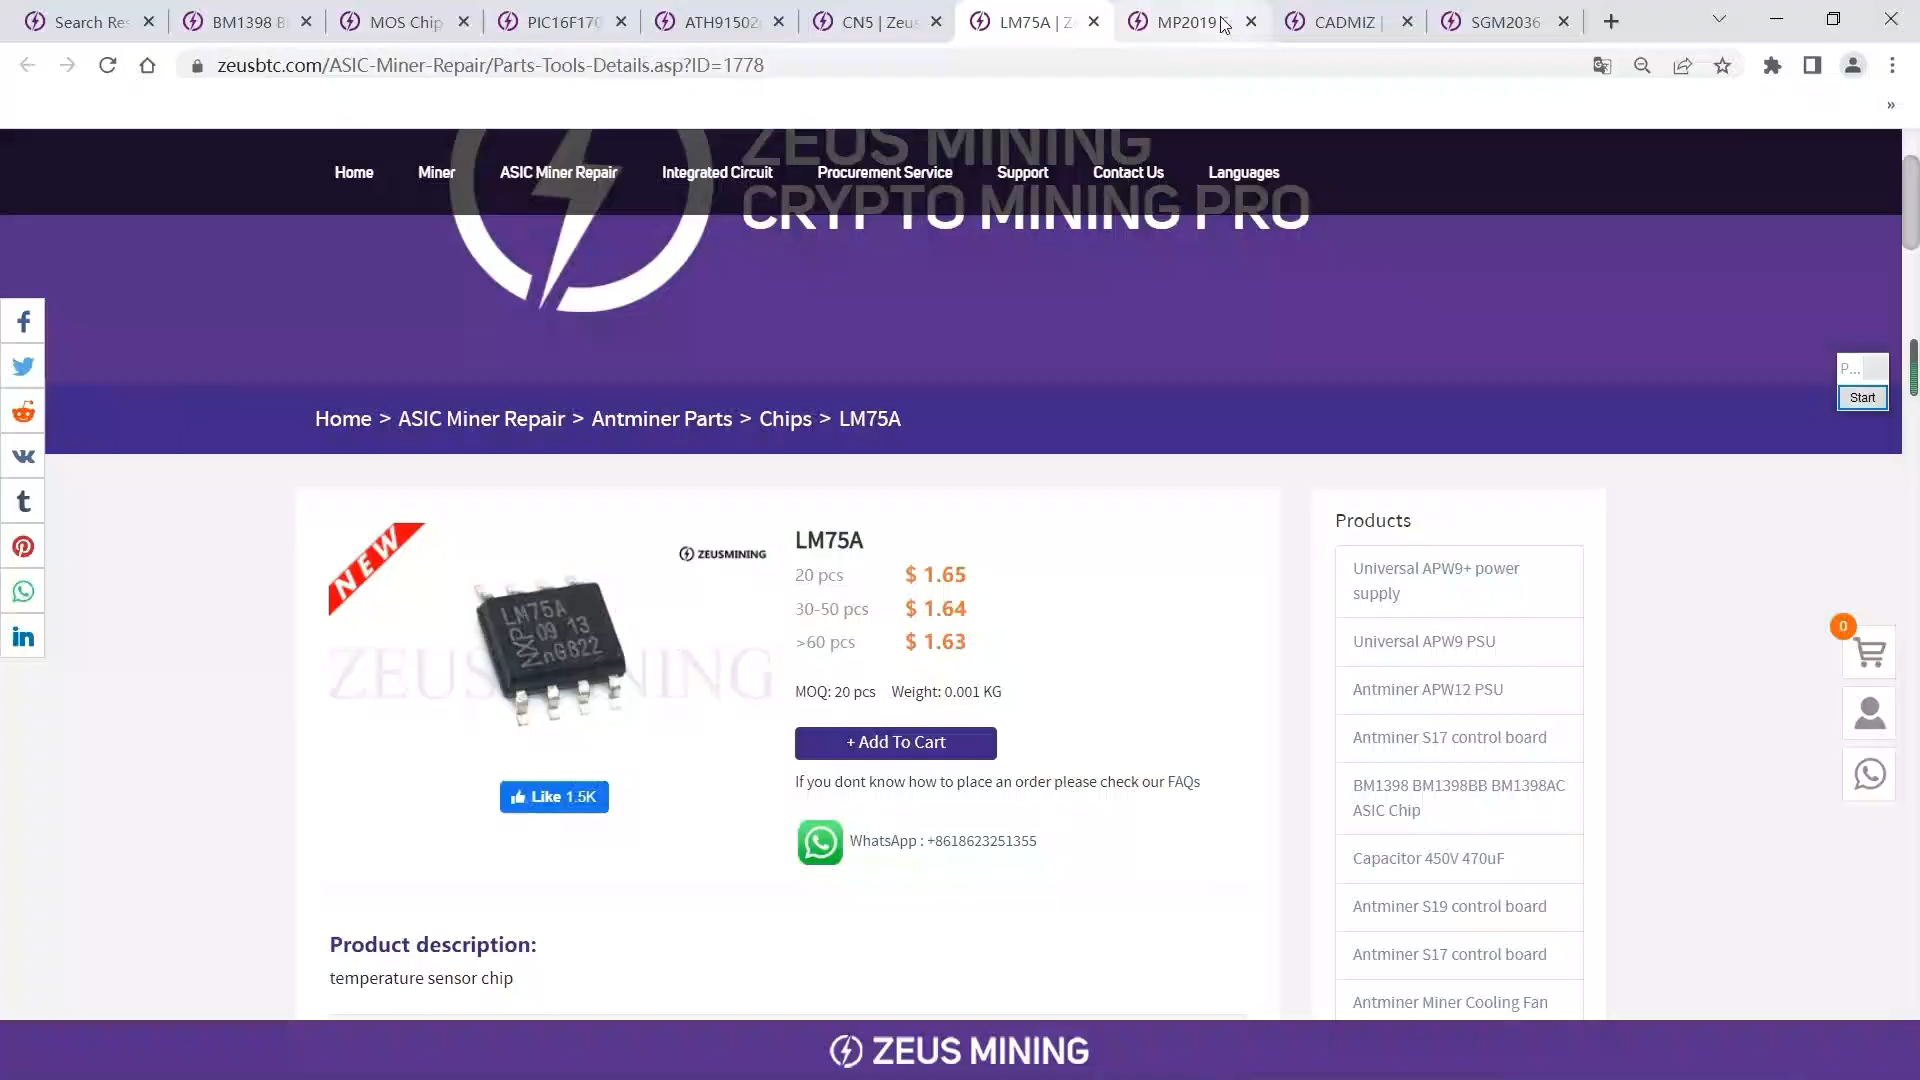 Search Res
BM1398 B
MOS Chip
PIC16F170
ATH91502
CN5 | Zeus
LM75A | Z
MP2019
CADMIZ |
SGM2036
zeusbtc.com/ASIC-Miner-Repair/Parts-Tools-Details.asp?ID=1778
»
ZEUS MINING
CRYPTO MINING PRO
Home Miner ASIC Miner Repair Integrated Circuit Procurement Service Support Contact Us Languages
P...
Start
Home > ASIC Miner Repair > Antminer Parts > Chips > LM75A
NEW
ZEUSMINING
LM75A
09 13
nG822
NXP
ZEUS MINING
Like 1.5K
LM75A
20 pcs $ 1.65
30-50 pcs $ 1.64
>60 pcs $ 1.63
MOQ: 20 pcs Weight: 0.001 KG
+ Add To Cart
If you dont know how to place an order please check our FAQs
WhatsApp : +8618623251355
Product description:
temperature sensor chip
Products
Universal APW9+ power
supply
Universal APW9 PSU
Antminer APW12 PSU
Antminer S17 control board
BM1398 BM1398BB BM1398AC
ASIC Chip
Capacitor 450V 470uF
Antminer S19 control board
Antminer S17 control board
Antminer Miner Cooling Fan
0
ZEUS MINING